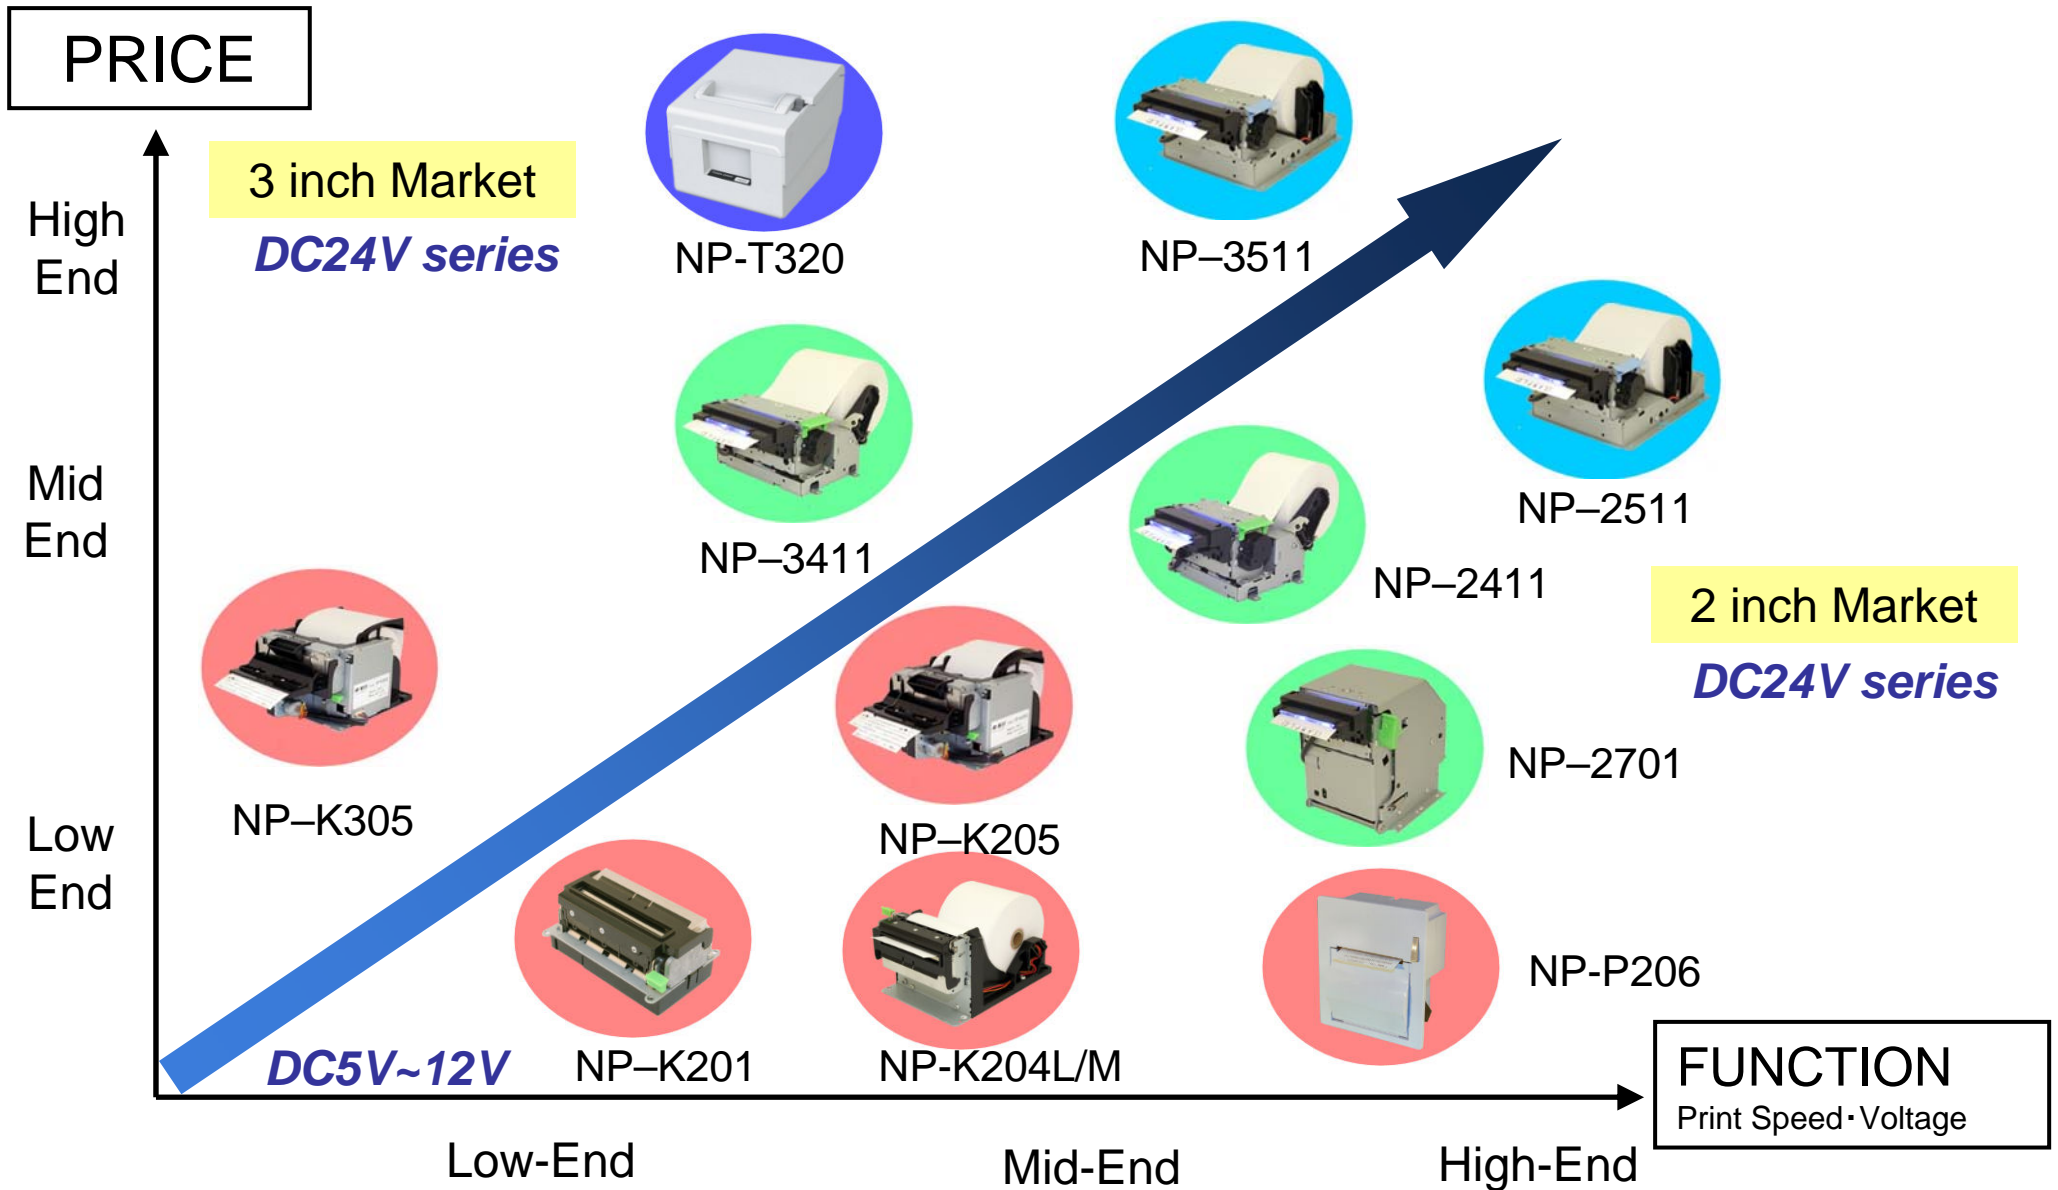 PRICE
3 inch Market
DC24V series
High
End
NP-T320
NP–3511
Mid
End
NP–3411
NP–2511
NP–2411
2 inch Market
DC24V series
NP–K305
NP–K205
NP–2701
Low
End
NP-P206
DC5V~12V
NP–K201
NP-K204L/M
FUNCTION
Print Speed・Voltage
Low-End
Mid-End
High-End